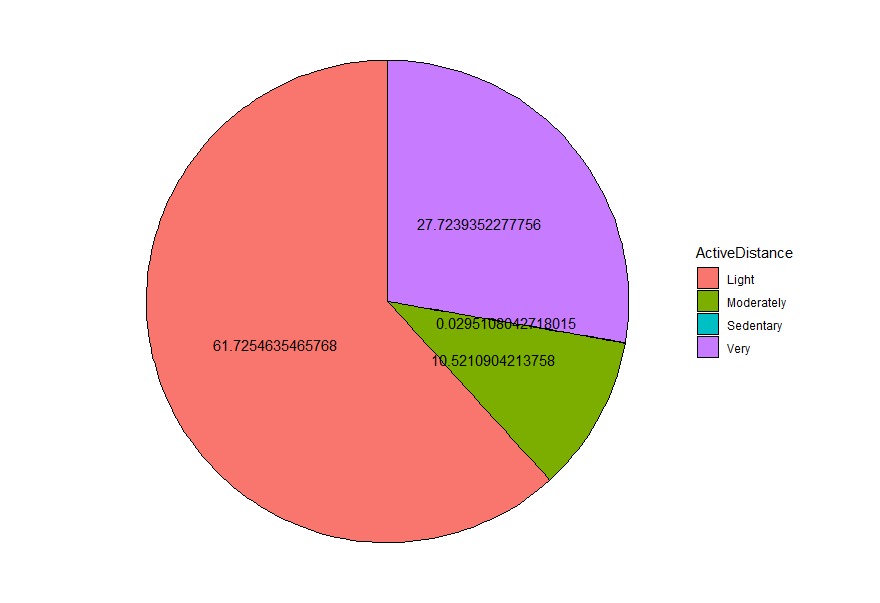 27.7239352277756
0.0295108042718015
61.7254635465768
10.5210904213758
ActiveDistance
Light
Moderately
Sedentary
Very